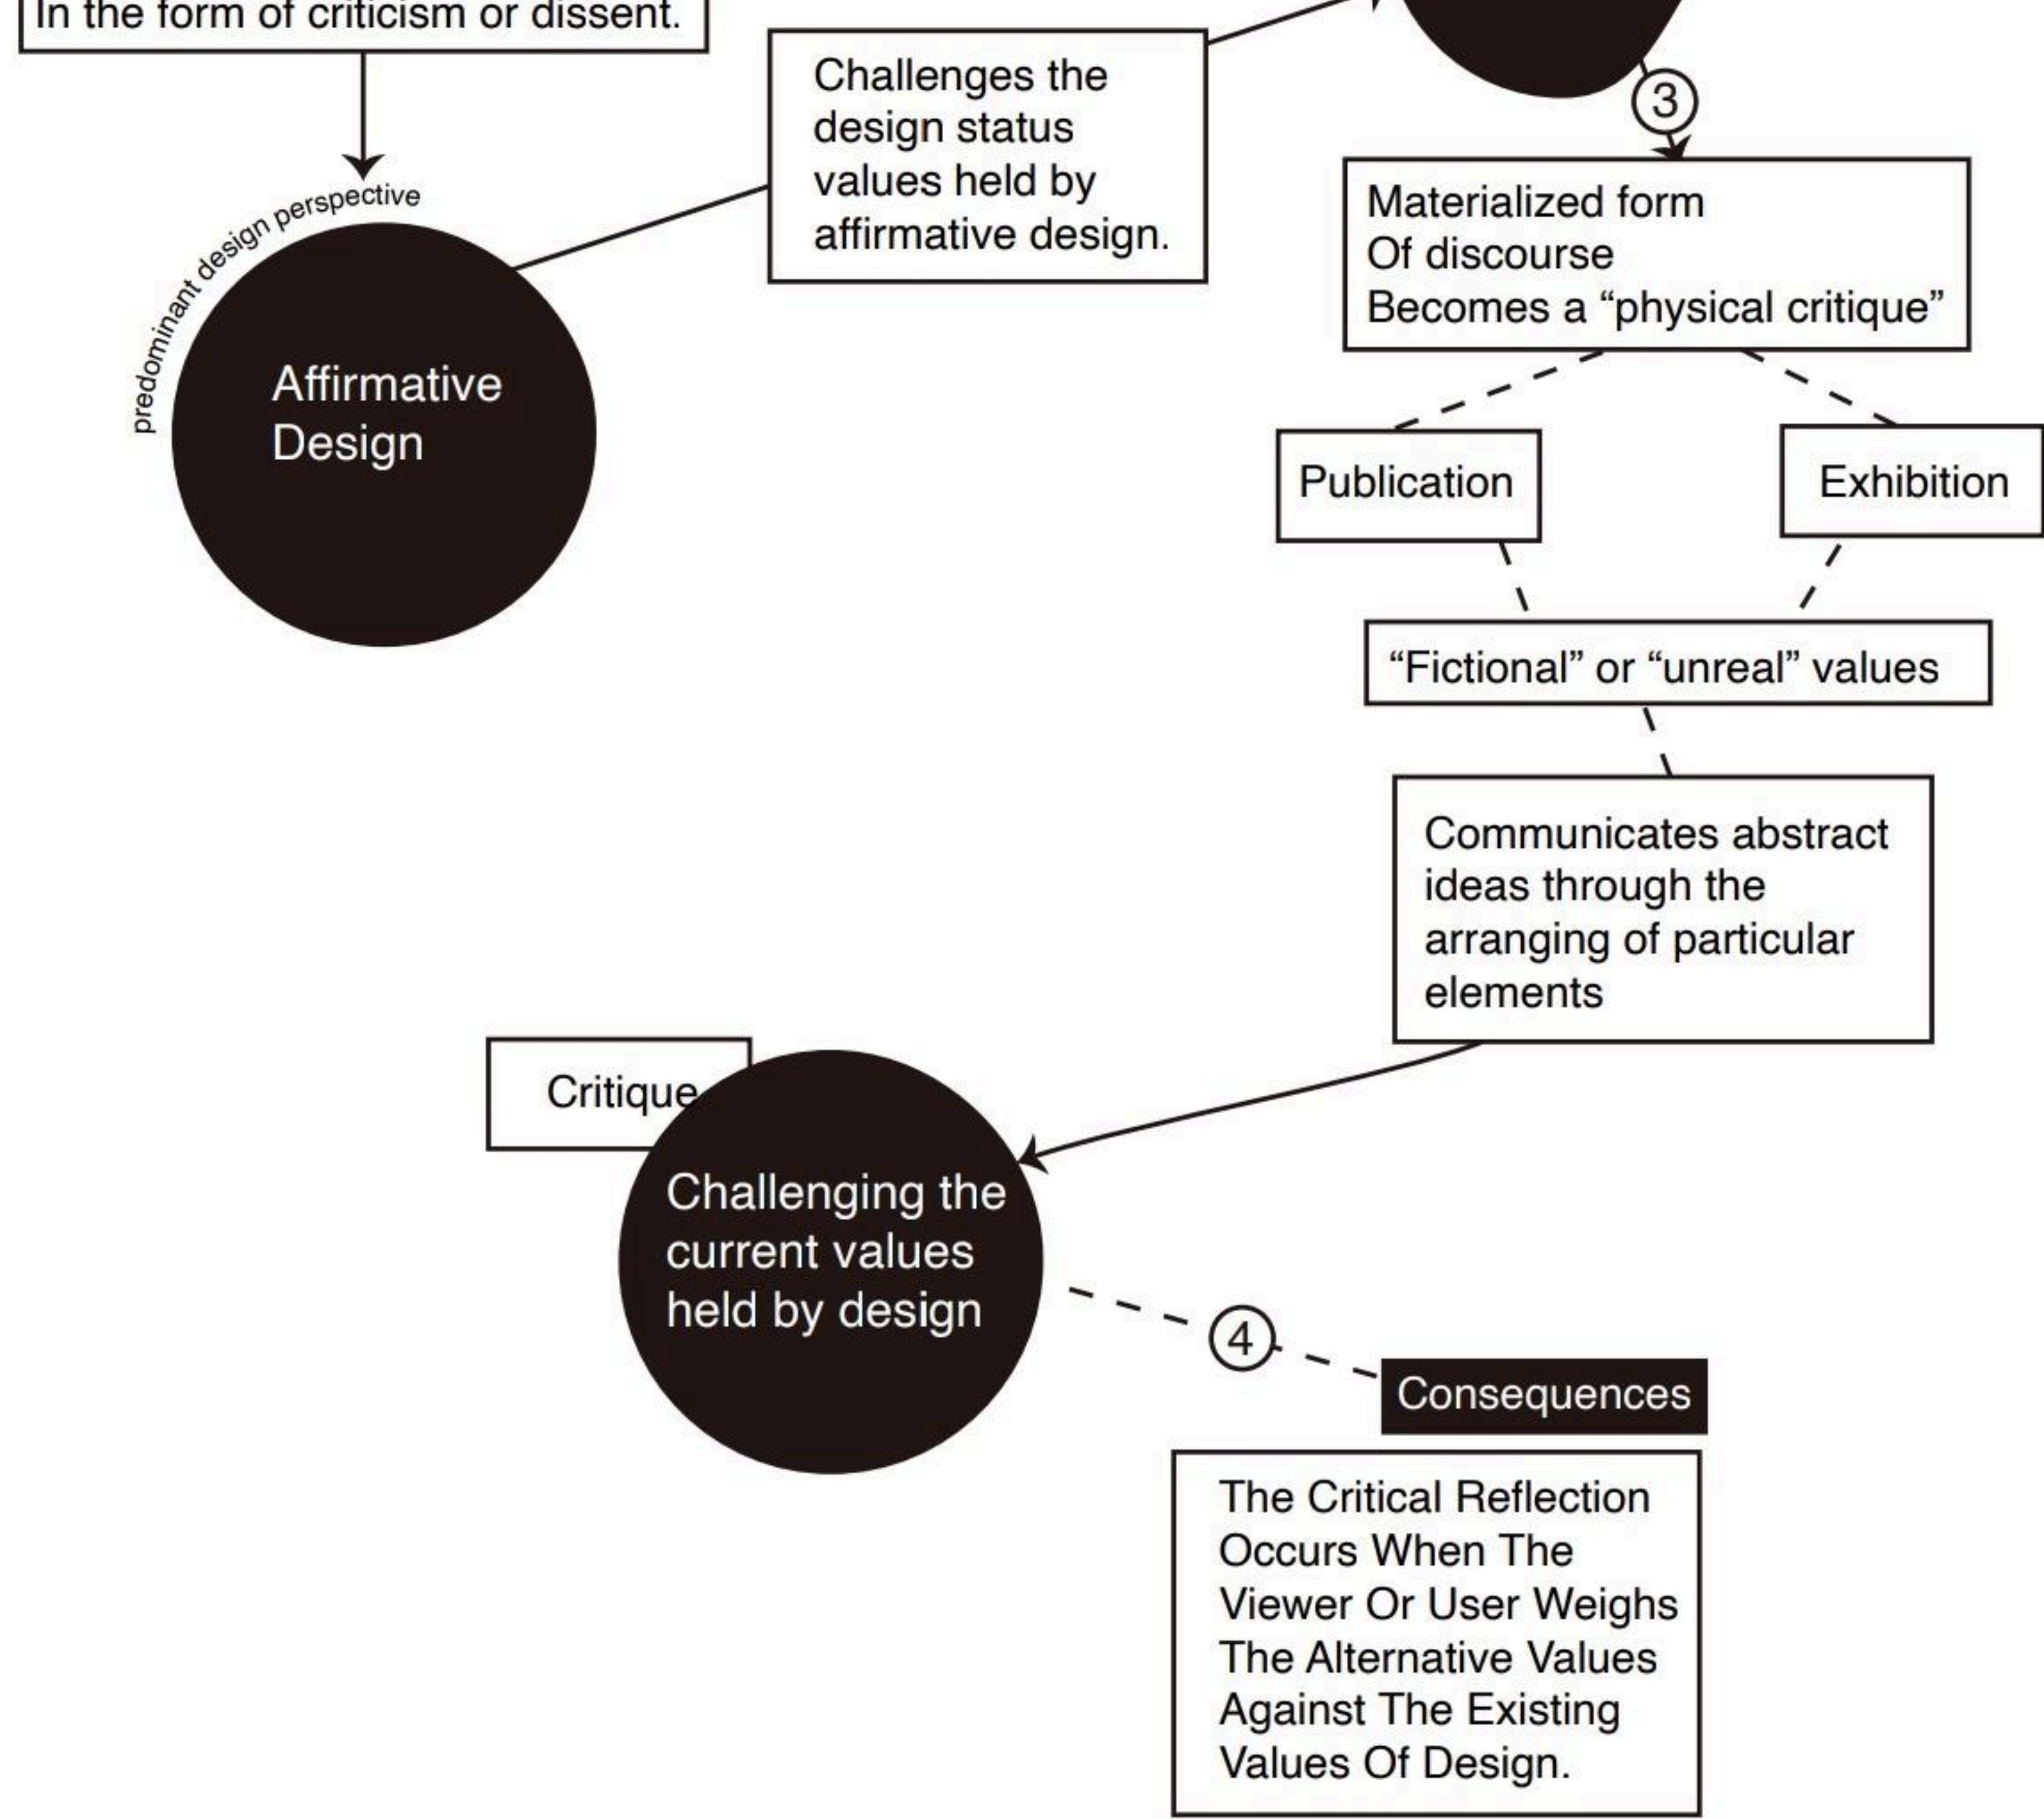 In the form of criticism or dissent.
Challenges the
design status
values held by
affirmative design.
3
Materialized form
Of discourse
Becomes a “physical critique”
predominant design perspective
Affirmative
Design
Publication
Exhibition
“Fictional” or “unreal” values
Communicates abstract
ideas through the
arranging of particular
elements
Critique
Challenging the
current values
held by design
4
Consequences
The Critical Reflection
Occurs When The
Viewer Or User Weighs
The Alternative Values
Against The Existing
Values Of Design.